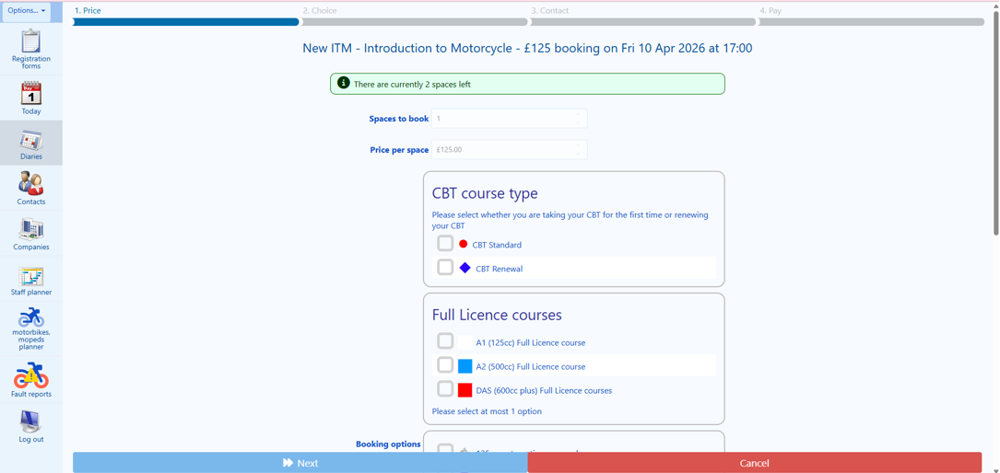 Options...
1. Price
2. Choice
3. Contact
4. Pay
Registration
forms
Today
Diaries
Contacts
Companies
Staff planner
motorbikes.
mopeds
planner
Fault reports
Log out
New ITM - Introduction to Motorcycle - £125 booking on Fri 10 Apr 2026 at 17:00
There are currently 2 spaces left
Spaces to book 1
Price per space £125.00
CBT course type
Please select whether you are taking your CBT for the first time or renewing
your CBT
CBT Standard
CBT Renewal
Full Licence courses
A1 (125cc) Full Licence course
A2 (500cc) Full Licence course
DAS (600cc plus) Full Licence courses
Please select at most 1 option
Booking options
Next
Cancel